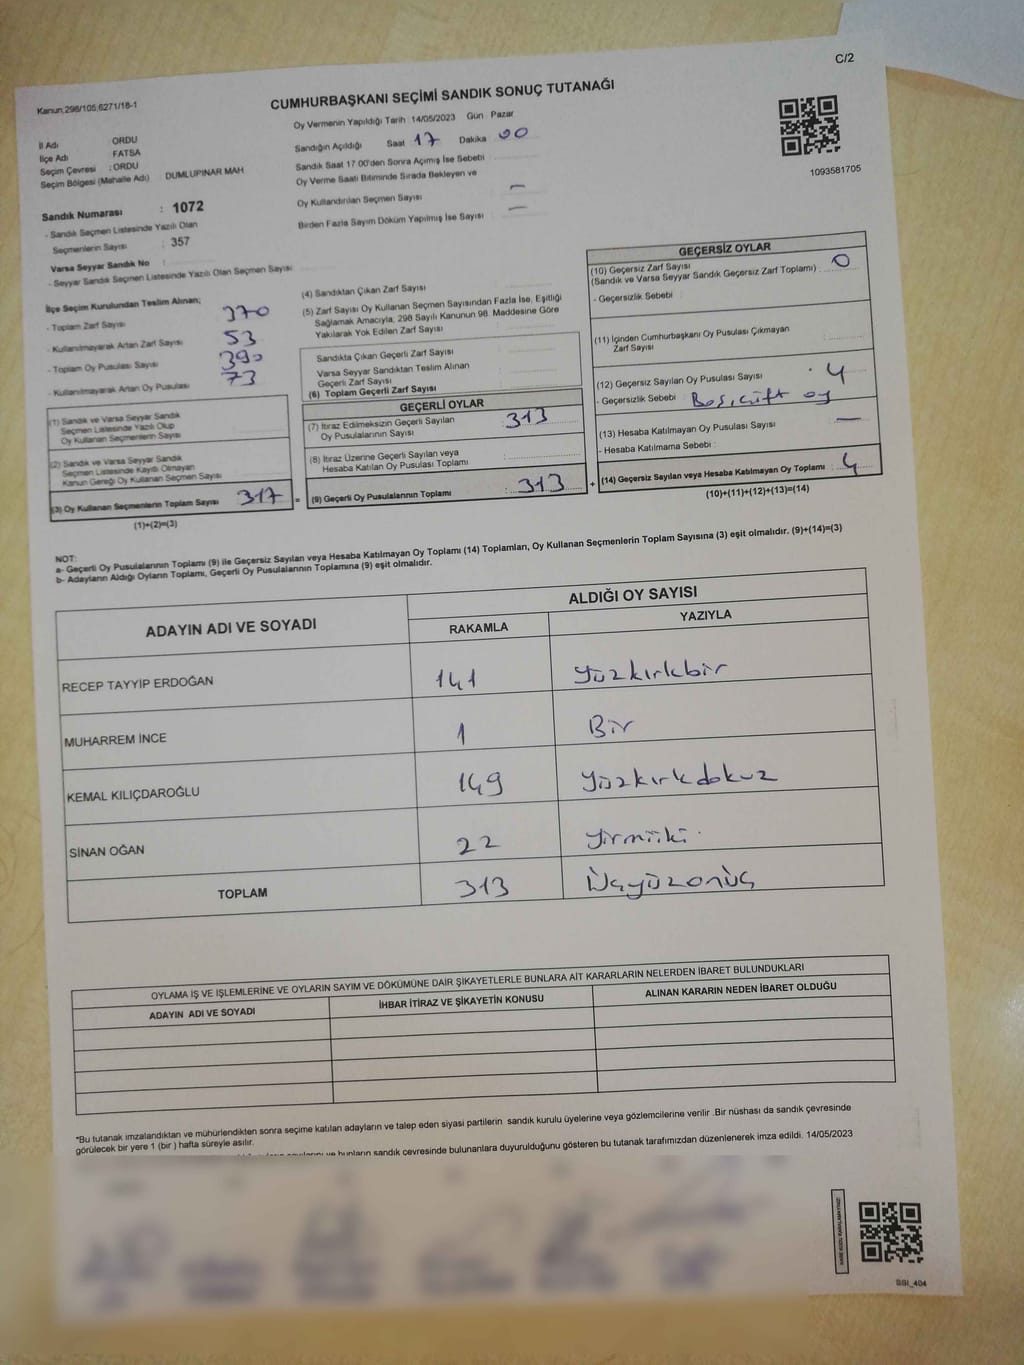 C/2
Kanun,298/105,6271/18-1
CUMHURBAŞKANI SEÇİMİ SANDIK SONUÇ TUTANAĞI
Oy Vermenin Yapıldığı Tarih :14/05/2023 Gün : Pazar
İl Adı : ORDU
İlçe Adı : FATSA
Seçim Çevresi : ORDU
Seçim Bölgesi (Mahalle Adı) : DUMLUPINAR MAH
Sandığın Açıldığı Saat 17 Dakika 00
Sandık Saat 17:00'den Sonra Açılmış İse Sebebi :
Oy Verme Saati Bitiminde Sırada Bekleyen ve
Oy Kullandırılan Seçmen Sayısı : —
Birden Fazla Sayım Döküm Yapılmış İse Sayısı : —
1093581705
Sandık Numarası : 1072
- Sandık Seçmen Listesinde Yazılı Olan
Seçmenlerin Sayısı : 357
Varsa Seyyar Sandık No :
- Seyyar Sandık Seçmen Listesinde Yazılı Olan Seçmen Sayısı :
İlçe Seçim Kurulundan Teslim Alınan;
- Toplam Zarf Sayısı : 370
- Kullanılmayarak Artan Zarf Sayısı : 53
- Toplam Oy Pusulası Sayısı : 390
- Kullanılmayarak Artan Oy Pusulası : 73
(1) Sandık ve Varsa Seyyar Sandık
Seçmen Listesinde Yazılı Olup
Oy Kullanan Seçmenlerin Sayısı
(2) Sandık ve Varsa Seyyar Sandık
Seçmen Listesinde Kayıtlı Olmayan
Kanun Gereği Oy Kullanan Seçmen Sayısı
(3) Oy Kullanan Seçmenlerin Toplam Sayısı 317 =
(1)+(2)=(3)
(4) Sandıktan Çıkan Zarf Sayısı :
(5) Zarf Sayısı Oy Kullanan Seçmen Sayısından Fazla İse, Eşitliği
Sağlamak Amacıyla, 298 Sayılı Kanunun 98. Maddesine Göre
Yakılarak Yok Edilen Zarf Sayısı :
Sandıkta Çıkan Geçerli Zarf Sayısı
Varsa Seyyar Sandıktan Teslim Alınan
Geçerli Zarf Sayısı
(6) Toplam Geçerli Zarf Sayısı :
GEÇERLİ OYLAR
(7) İtiraz Edilmeksizin Geçerli Sayılan
Oy Pusulalarının Sayısı : 313
(8) İtiraz Üzerine Geçerli Sayılan veya
Hesaba Katılan Oy Pusulası Toplamı :
(9) Geçerli Oy Pusulalarının Toplamı : 313 +
GEÇERSİZ OYLAR
(10) Geçersiz Zarf Sayısı
(Sandık ve Varsa Seyyar Sandık Geçersiz Zarf Toplamı) : 0
- Geçersizlik Sebebi :
(11) İçinden Cumhurbaşkanı Oy Pusulası Çıkmayan
Zarf Sayısı :
(12) Geçersiz Sayılan Oy Pusulası Sayısı : 4
- Geçersizlik Sebebi : Boş, çift oy
(13) Hesaba Katılmayan Oy Pusulası Sayısı : —
- Hesaba Katılmama Sebebi :
(14) Geçersiz Sayılan veya Hesaba Katılmayan Oy Toplamı : 4
(10)+(11)+(12)+(13)=(14)
NOT:
a- Geçerli Oy Pusulalarının Toplamı (9) ile Geçersiz Sayılan veya Hesaba Katılmayan Oy Toplamı (14) Toplamları, Oy Kullanan Seçmenlerin Toplam Sayısına (3) eşit olmalıdır. (9)+(14)=(3)
b- Adayların Aldığı Oyların Toplamı, Geçerli Oy Pusulalarının Toplamına (9) eşit olmalıdır.
ADAYIN ADI VE SOYADI ALDIĞI OY SAYISI
RAKAMLA YAZIYLA
RECEP TAYYİP ERDOĞAN 141 Yüzkırkbir
MUHARREM İNCE 1 Bir
KEMAL KILIÇDAROĞLU 149 Yüzkırkdokuz
SİNAN OĞAN 22 Yirmiiki
TOPLAM 313 Üçyüzonüç
OYLAMA İŞ VE İŞLEMLERİNE VE OYLARIN SAYIM VE DÖKÜMÜNE DAİR ŞİKAYETLERLE BUNLARA AİT KARARLARIN NELERDEN İBARET BULUNDUKLARI
ADAYIN ADI VE SOYADI İHBAR İTİRAZ VE ŞİKAYETİN KONUSU ALINAN KARARIN NEDEN İBARET OLDUĞU
*Bu tutanak imzalandıktan ve mühürlendikten sonra seçime katılan adayların ve talep eden siyasi partilerin sandık kurulu üyelerine veya gözlemcilerine verilir .Bir nüshası da sandık çevresinde
görülecek bir yere 1 (bir ) hafta süreyle asılır.
ve bunların sandık çevresinde bulunanlara duyurulduğunu gösteren bu tutanak tarafımızdan düzenlenerek imza edildi. 14/05/2023
SSI_404